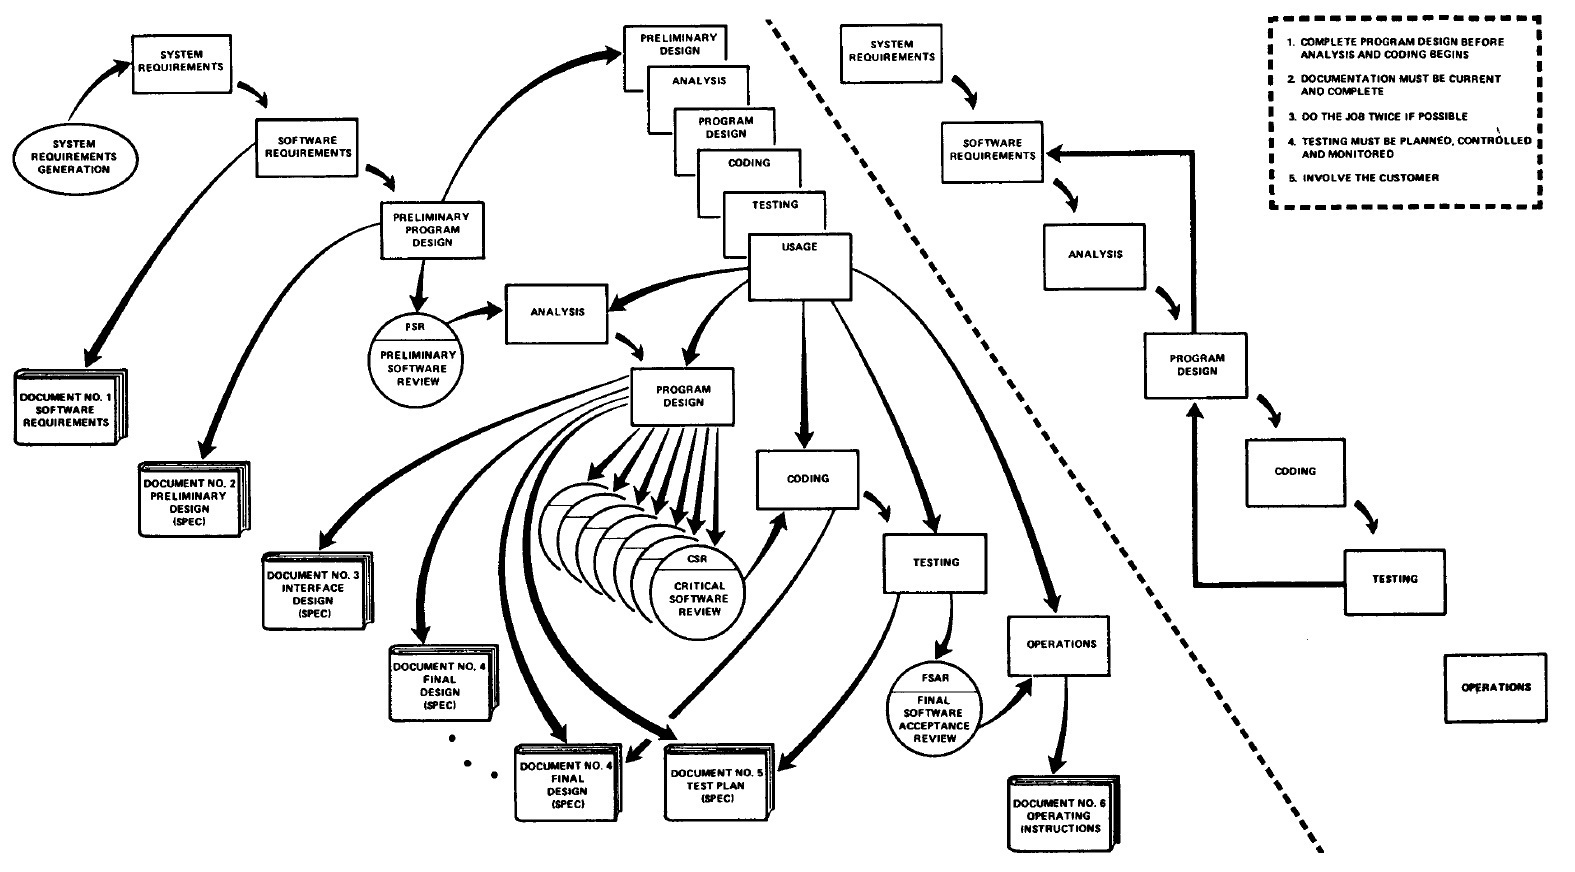 SYSTEM
REQUIREMENTS
SYSTEM
REQUIREMENTS
GENERATION
SOFTWARE
REQUIREMENTS
PRELIMINARY
PROGRAM
DESIGN
FSR
PRELIMINARY
SOFTWARE
REVIEW
ANALYSIS
PROGRAM
DESIGN
PRELIMINARY
DESIGN
ANALYSIS
PROGRAM
DESIGN
CODING
TESTING
USAGE
CSR
CRITICAL
SOFTWARE
REVIEW
CODING
TESTING
FSAR
FINAL
SOFTWARE
ACCEPTANCE
REVIEW
OPERATIONS
DOCUMENT NO. 1
SOFTWARE
REQUIREMENTS
DOCUMENT NO. 2
PRELIMINARY
DESIGN
(SPEC)
DOCUMENT NO. 3
INTERFACE
DESIGN
(SPEC)
DOCUMENT NO. 4
FINAL
DESIGN
(SPEC)
DOCUMENT NO. 4
FINAL
DESIGN
(SPEC)
DOCUMENT NO. 5
TEST PLAN
(SPEC)
DOCUMENT NO. 6
OPERATING
INSTRUCTIONS
SYSTEM
REQUIREMENTS
SOFTWARE
REQUIREMENTS
ANALYSIS
PROGRAM
DESIGN
CODING
TESTING
OPERATIONS
1. COMPLETE PROGRAM DESIGN BEFORE
ANALYSIS AND CODING BEGINS
2. DOCUMENTATION MUST BE CURRENT
AND COMPLETE
3. DO THE JOB TWICE IF POSSIBLE
4. TESTING MUST BE PLANNED, CONTROLLED
AND MONITORED
5. INVOLVE THE CUSTOMER